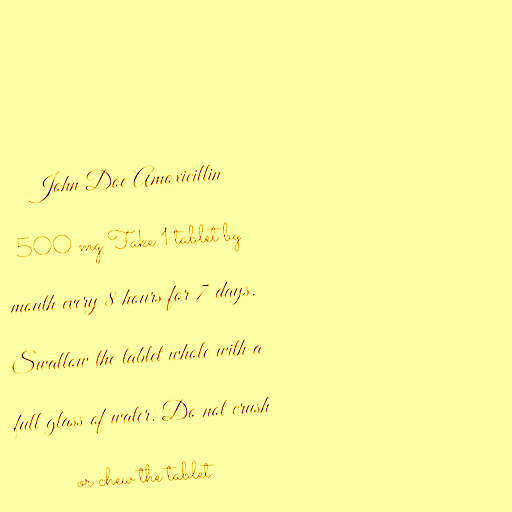 John Doe Amoxicillin
500 mg Take 1 tablet by
mouth every 8 hours for 7 days.
Swallow the tablet whole with a
full glass of water. Do not crush
or chew the tablet.